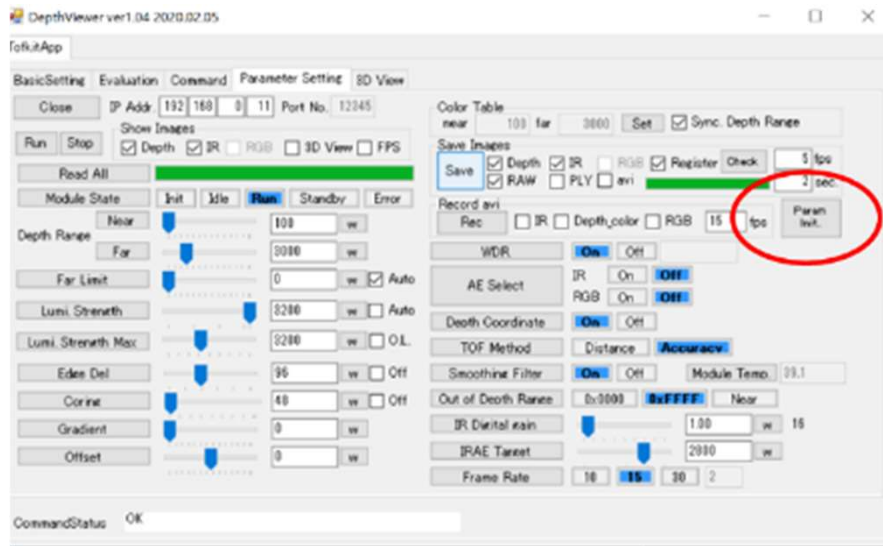 DepthViewer ver1.04 2020.02.05
TofkitApp
BasicSetting Evaluation Command Parameter Setting 3D View
Close IP Addr. 192 168 0 11 Port No. 12345
Show Images
Run Stop Depth IR RGB 3D View FPS
Read All
Module State Init Idle Run Standby Error
Depth Range
Near 100 w
Far 3000 w
Far Limit 0 w Auto
Lumi. Strength 3200 w Auto
Lumi. Strength Max 3200 w O.L.
Edge Del 96 w Off
Coring 48 w Off
Gradient 0 w
Offset 0 w
Color Table
near 100 far 3000 Set Sync. Depth Range
Save Images
Save Depth IR RGB Register Check 5 fps
RAW PLY avi 2 sec.
Record avi
Rec IR Depth_color RGB 15 fps
Param Init.
WDR On Off
AE Select
IR On Off
RGB On Off
Depth Coordinate On Off
TOF Method Distance Accuracy
Smoothing Filter On Off Module Temp. 39.1
Out of Depth Range 0x0000 0xFFFF Near
IR Digital gain 1.00 w 16
IRAE Target 2000 w
Frame Rate 10 15 30 2
CommandStatus OK